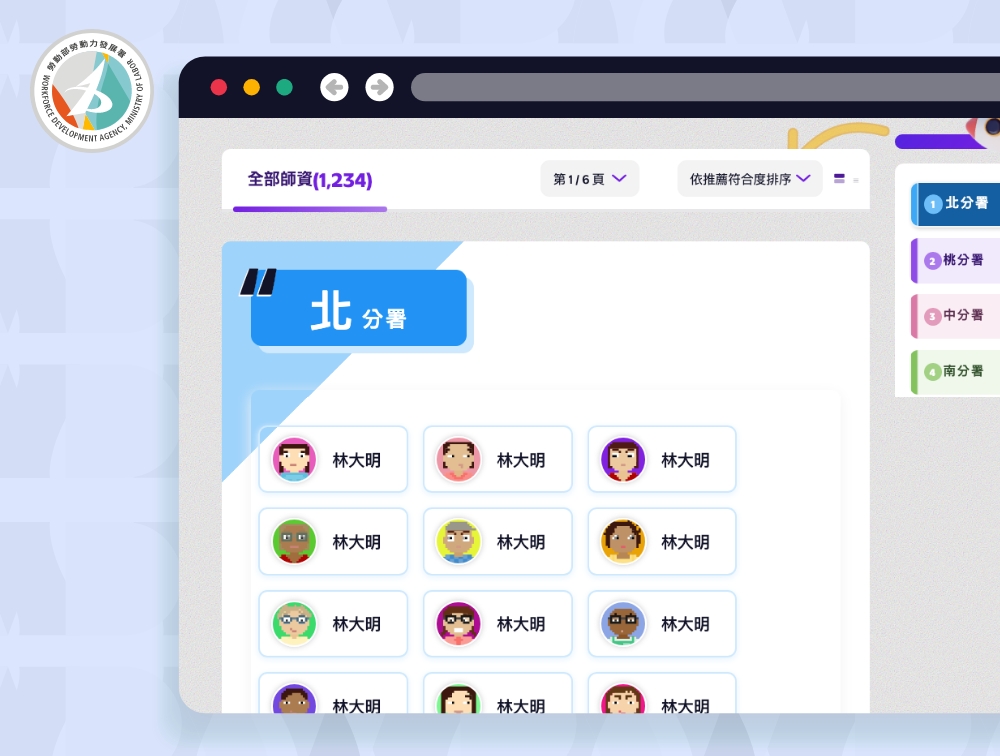 勞動部勞動力發展署
WORKFORCE DEVELOPMENT AGENCY, MINISTRY OF LABOR
全部師資(1,234)
第1/6頁
依推薦符合度排序
北 分署
林大明 林大明 林大明
林大明 林大明 林大明
林大明 林大明 林大明
林大明 林大明 林大明
1 北分署
2 桃分署
3 中分署
4 南分署